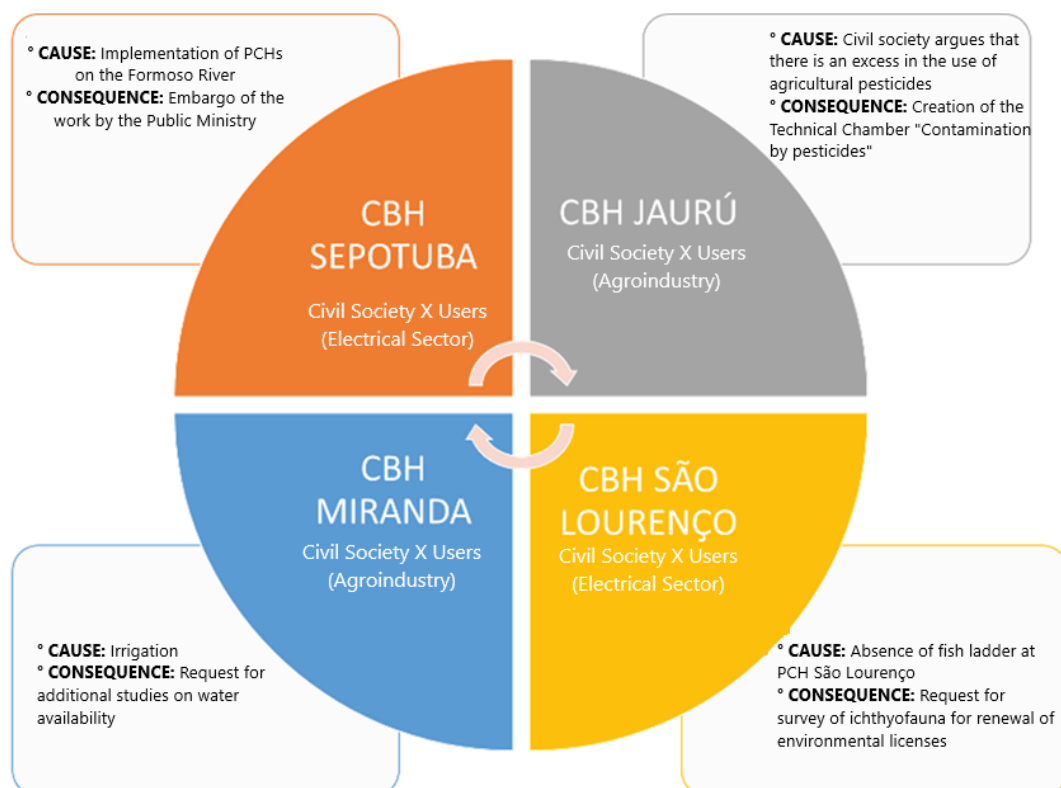 ° CAUSE: Implementation of PCHs
on the Formoso River
° CONSEQUENCE: Embargo of the
work by the Public Ministry
° CAUSE: Civil society argues that
there is an excess in the use of
agricultural pesticides
° CONSEQUENCE: Creation of the
Technical Chamber "Contamination
by pesticides"
CBH
SEPOTUBA
Civil Society X Users
(Electrical Sector)
CBH JAURÚ
Civil Society X Users
(Agroindustry)
CBH
MIRANDA
Civil Society X Users
(Agroindustry)
CBH SÃO
LOURENÇO
Civil Society X Users
(Electrical Sector)
° CAUSE: Irrigation
° CONSEQUENCE: Request for
additional studies on water
availability
° CAUSE: Absence of fish ladder at
PCH São Lourenço
° CONSEQUENCE: Request for
survey of ichthyofauna for renewal of
environmental licenses